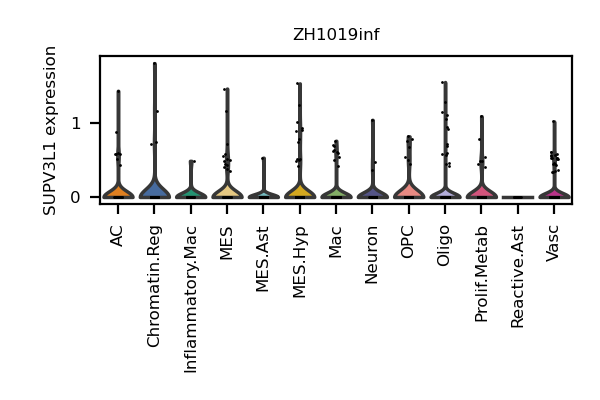 ZH1019inf
SUPV3L1 expression
1
0
AC
Chromatin.Reg
Inflammatory.Mac
MES
MES.Ast
MES.Hyp
Mac
Neuron
OPC
Oligo
Prolif.Metab
Reactive.Ast
Vasc